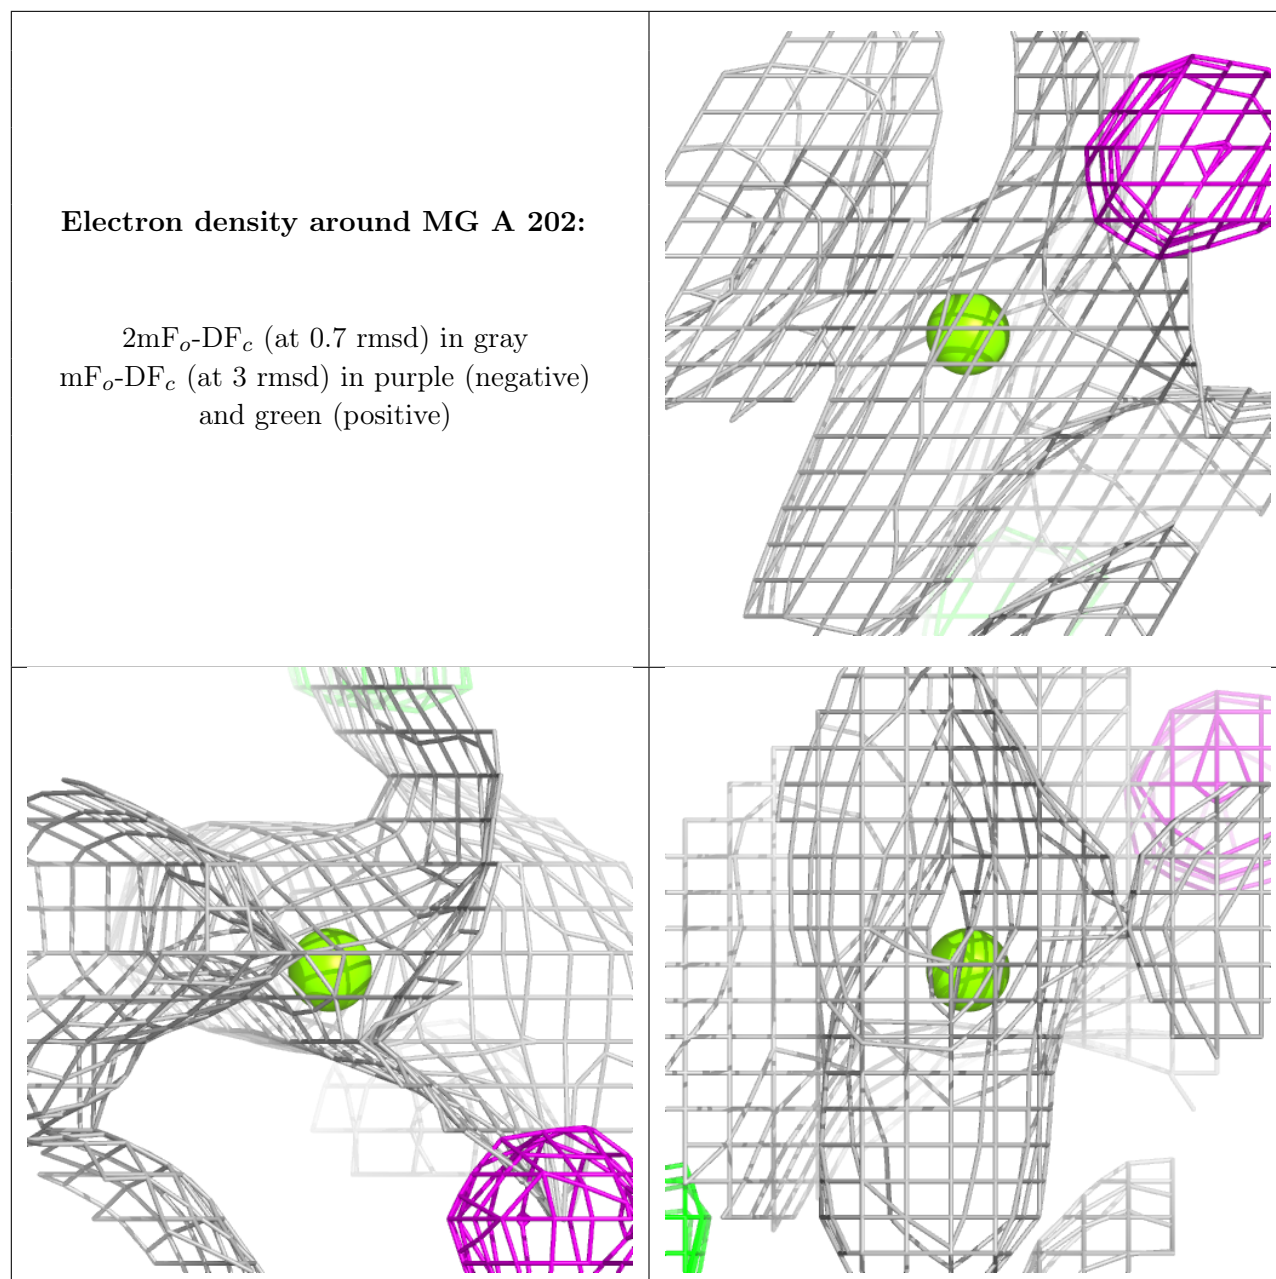 Electron density around MG A 202:
2mFo-DFc (at 0.7 rmsd) in gray
mFo-DFc (at 3 rmsd) in purple (negative)
and green (positive)